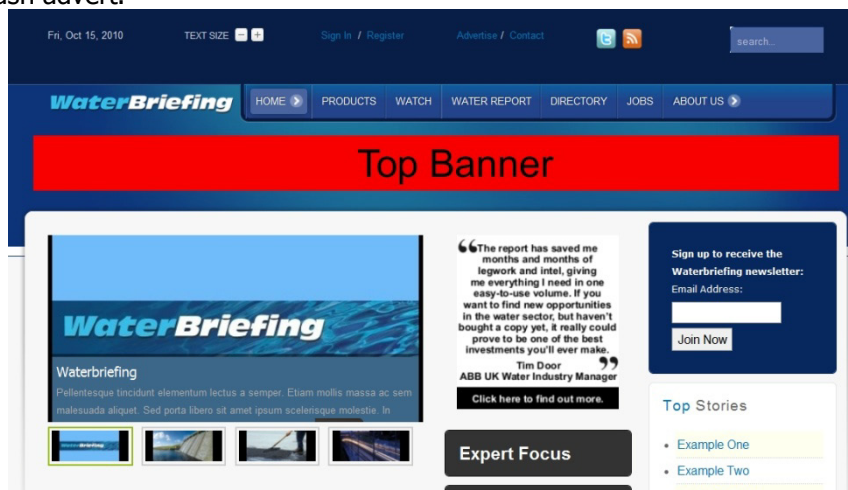 ash advert.
Fri, Oct 15, 2010 TEXT SIZE - + Sign In / Register Advertise / Contact search...
WaterBriefing HOME PRODUCTS WATCH WATER REPORT DIRECTORY JOBS ABOUT US
Top Banner
WaterBriefing
Waterbriefing
Pellentesque tincidunt elementum lectus a semper. Etiam mollis massa ac sem
malesuada aliquet. Sed porta libero sit amet ipsum scelerisque molestie. In
“The report has saved me
months and months of
legwork and intel, giving
me everything I need in one
easy-to-use volume. If you
want to find new opportunities
in the water sector, but haven't
bought a copy yet, it really could
prove to be one of the best
investments you'll ever make.
Tim Door ”
ABB UK Water Industry Manager
Click here to find out more.
Expert Focus
Sign up to receive the
Waterbriefing newsletter:
Email Address:
Join Now
Top Stories
• Example One
• Example Two